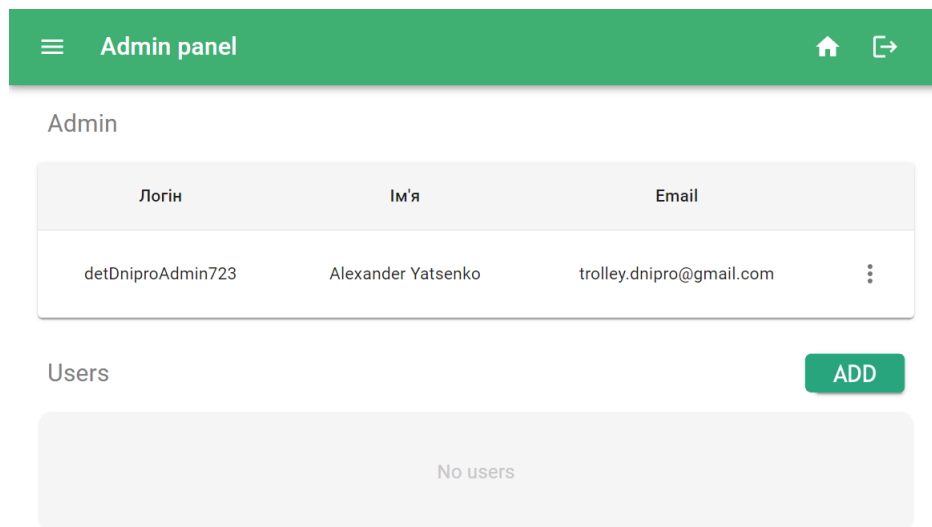 Admin panel
Admin
Логін Ім'я Email
detDniproAdmin723 Alexander Yatsenko trolley.dnipro@gmail.com
Users ADD
No users